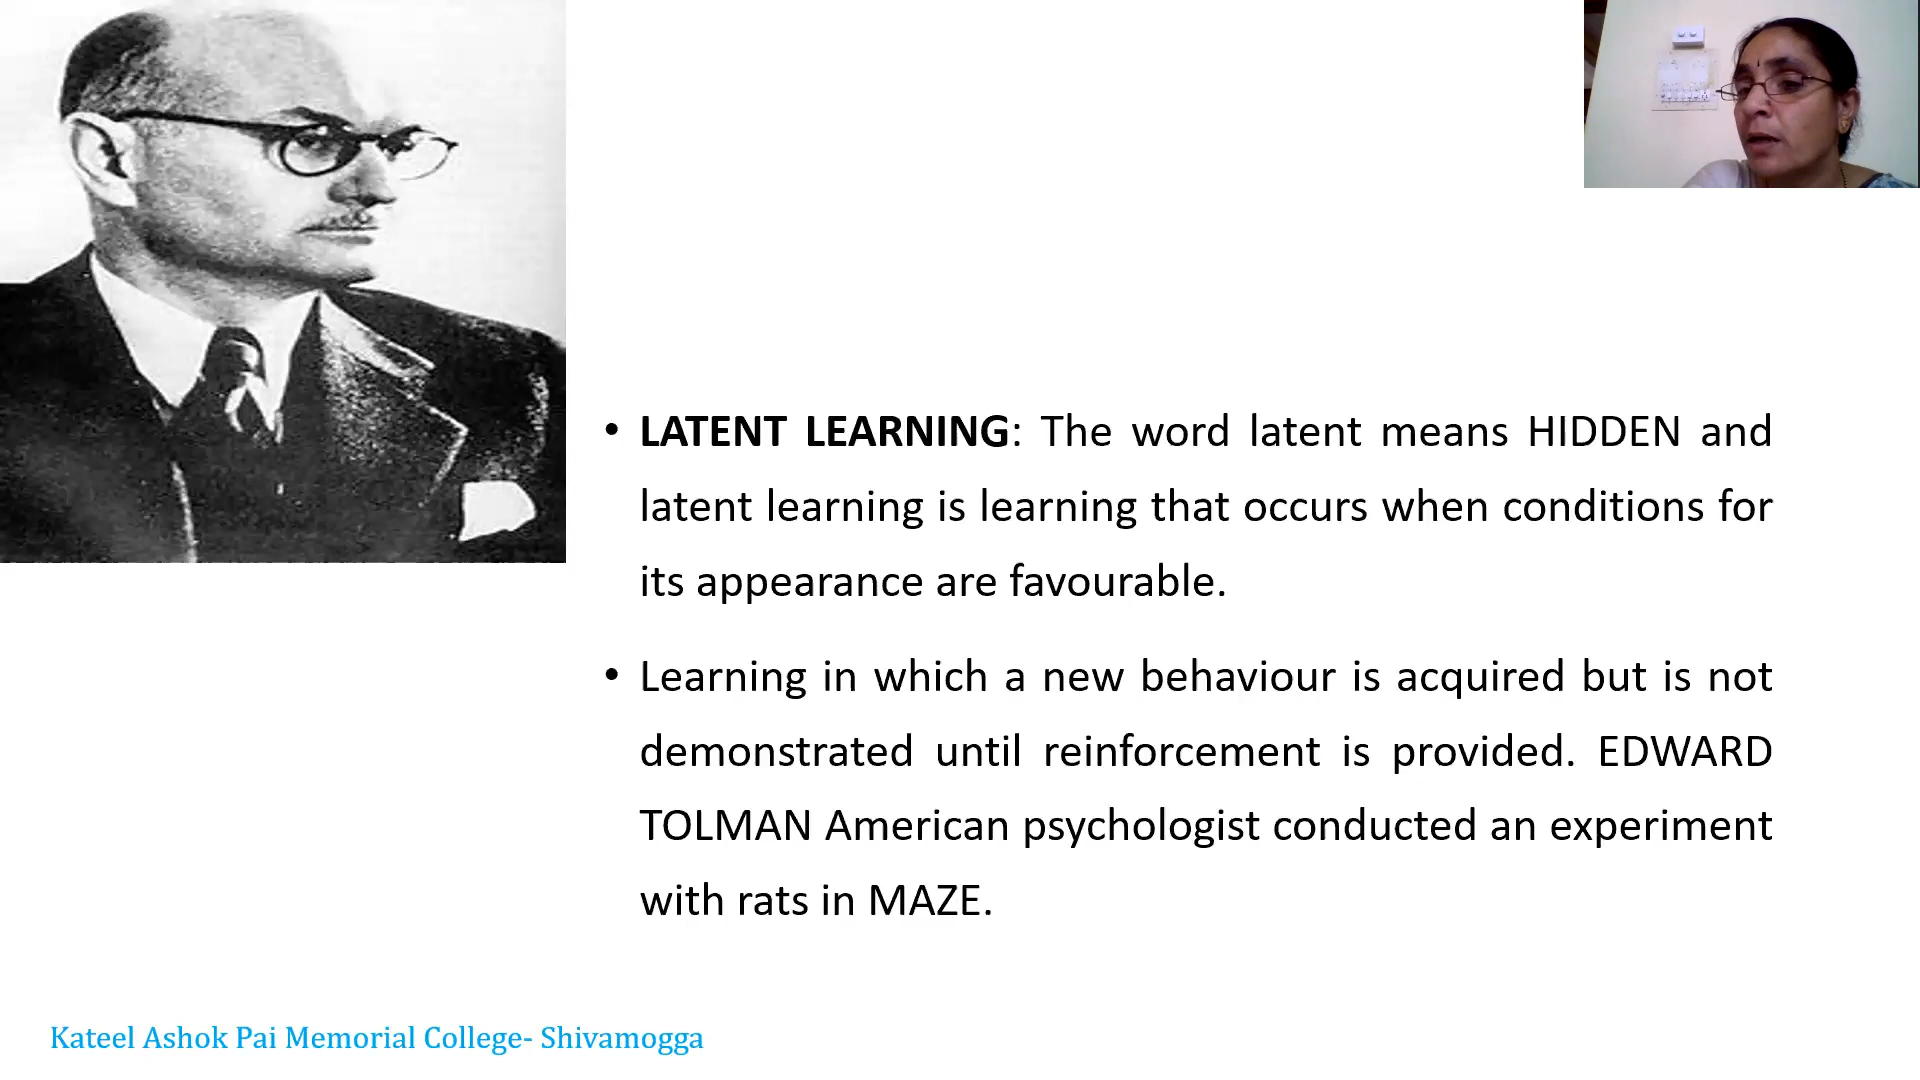 • LATENT LEARNING: The word latent means HIDDEN and
latent learning is learning that occurs when conditions for
its appearance are favourable.
• Learning in which a new behaviour is acquired but is not
demonstrated until reinforcement is provided. EDWARD
TOLMAN American psychologist conducted an experiment
with rats in MAZE.
Kateel Ashok Pai Memorial College- Shivamogga